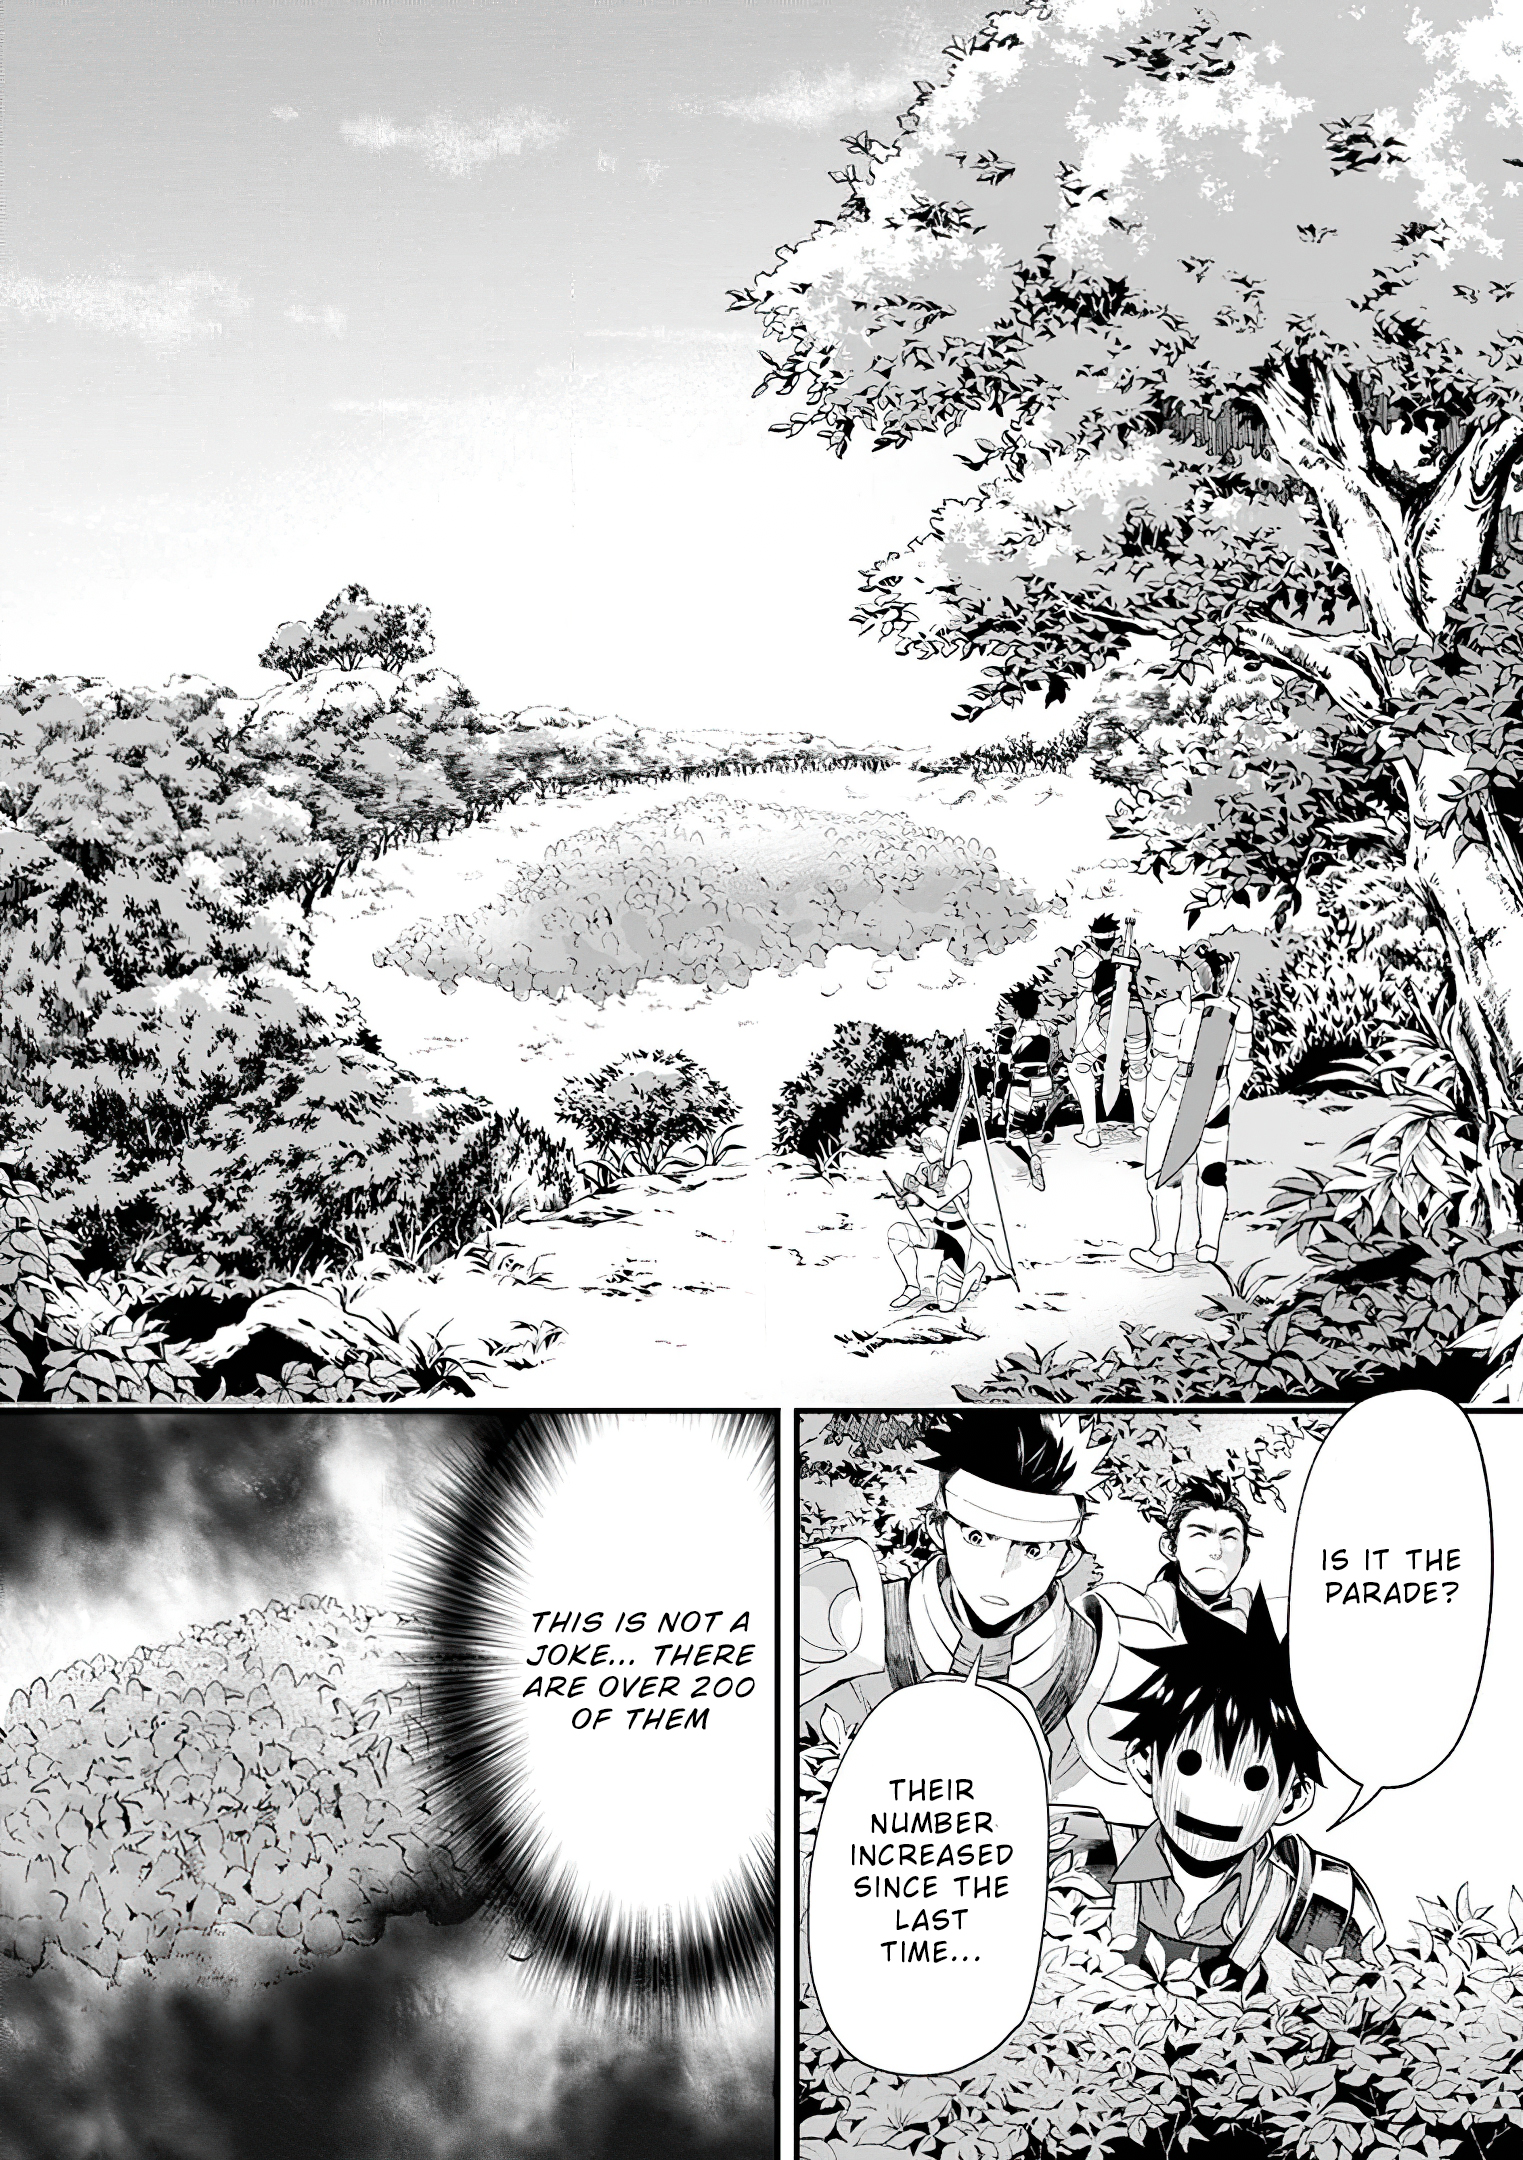 IS IT THE
PARADE?
THEIR
NUMBER
INCREASED
SINCE THE
LAST
TIME...
THIS IS NOT A
JOKE... THERE
ARE OVER 200
OF THEM